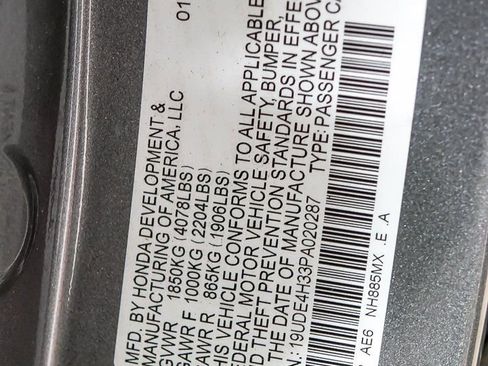 01
MFD. BY HONDA DEVELOPMENT &
MANUFACTURING OF AMERICA, LLC
GVWR 1850KG (4078LBS)
GAWR F 1000KG (2204LBS)
GAWR R 865KG (1906LBS)
THIS VEHICLE CONFORMS TO ALL APPLICABLE
FEDERAL MOTOR VEHICLE SAFETY, BUMPER,
AND THEFT PREVENTION STANDARDS IN EFFE
THE DATE OF MANUFACTURE SHOWN ABOV
N: 19UDE4H33PA020287 TYPE: PASSENGER CA
AE6 NH885MX .E .A